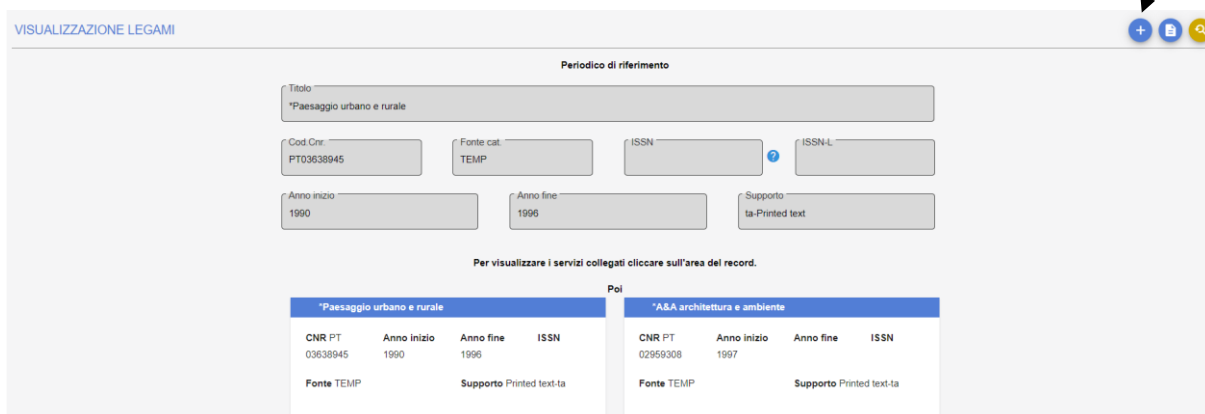 VISUALIZZAZIONE LEGAMI
Periodico di riferimento
Titolo
*Paesaggio urbano e rurale
Cod.Cnr. Fonte cat. ISSN ISSN-L
PT03638945 TEMP
Anno inizio Anno fine Supporto
1990 1996 ta-Printed text
Per visualizzare i servizi collegati cliccare sull'area del record.
Poi
*Paesaggio urbano e rurale *A&A architettura e ambiente
CNR PT Anno inizio Anno fine ISSN CNR PT Anno inizio Anno fine ISSN
03638945 1990 1996 02959308 1997
Fonte TEMP Supporto Printed text-ta Fonte TEMP Supporto Printed text-ta